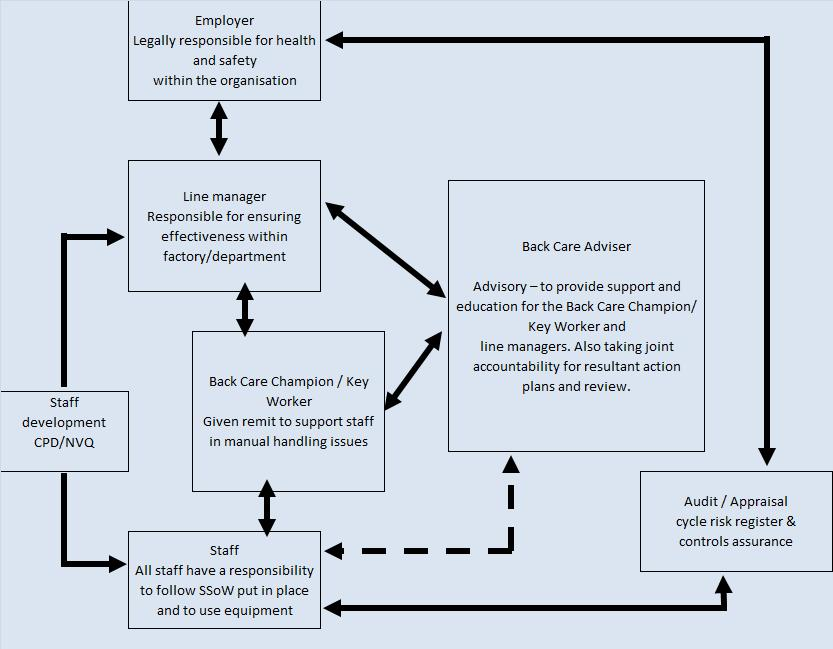 Employer
Legally responsible for health
and safety
within the organisation
Line manager
Responsible for ensuring
effectiveness within
factory/department
Back Care Adviser
Advisory – to provide support and
education for the Back Care Champion/
Key Worker and
line managers. Also taking joint
accountability for resultant action
plans and review.
Back Care Champion / Key
Worker
Given remit to support staff
in manual handling issues
Staff
development
CPD/NVQ
Audit / Appraisal
cycle risk register &
controls assurance
Staff
All staff have a responsibility
to follow SSoW put in place
and to use equipment